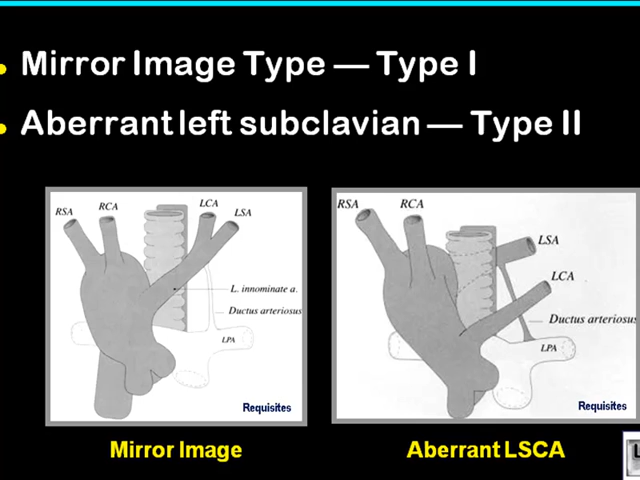 Mirror Image Type — Type I
Aberrant left subclavian — Type II
RSA RCA LCA LSA
L. innominate a.
Ductus arteriosus
LPA
Requisites
RSA RCA
LSA
LCA
Ductus arteriosus
LPA
Requisites
Mirror Image Aberrant LSCA